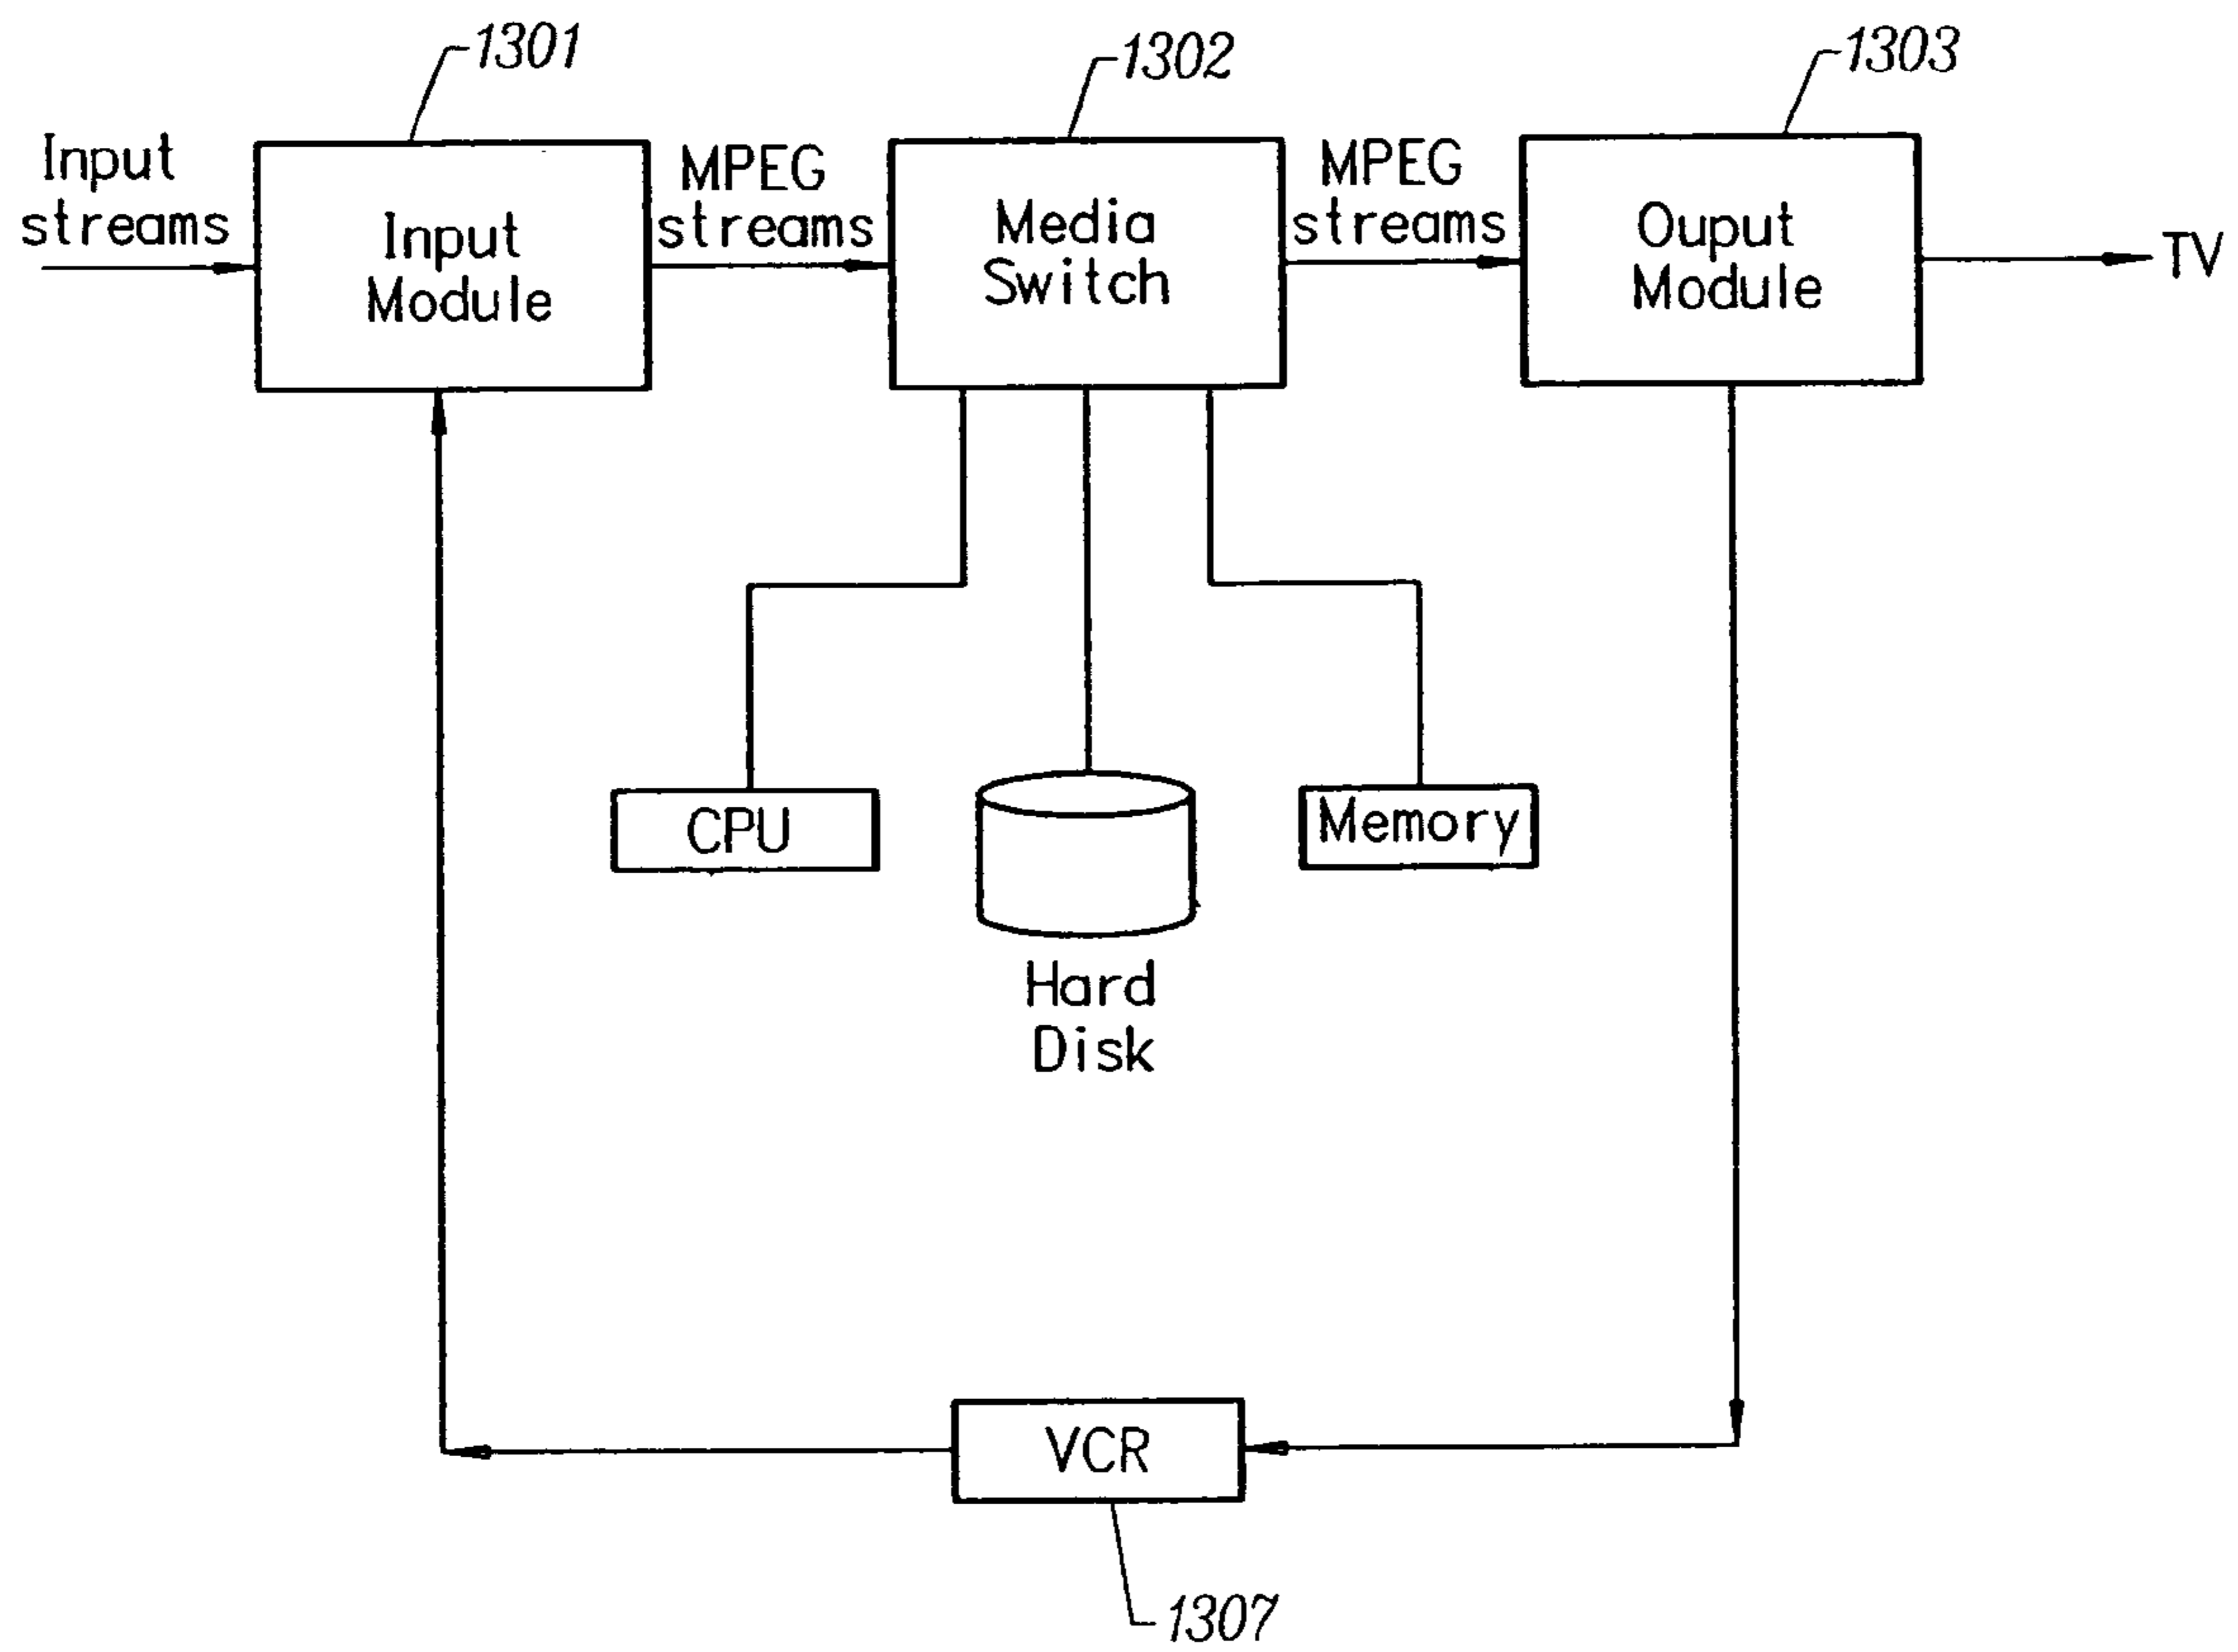 1301
1302
1303
Input
streams
Input
Module
MPEG
streams
Media
Switch
MPEG
streams
Ouput
Module
TV
CPU
Memory
Hard
Disk
VCR
1307